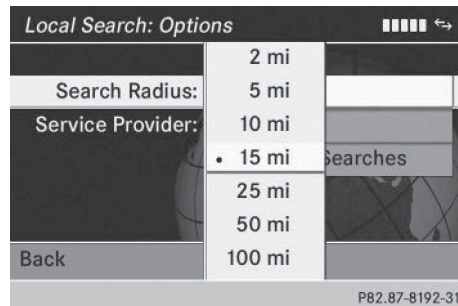 Local Search: Options
2 mi
Search Radius: 5 mi
Service Provider: 10 mi
• 15 mi Searches
25 mi
50 mi
Back 100 mi
P82.87-8192-31